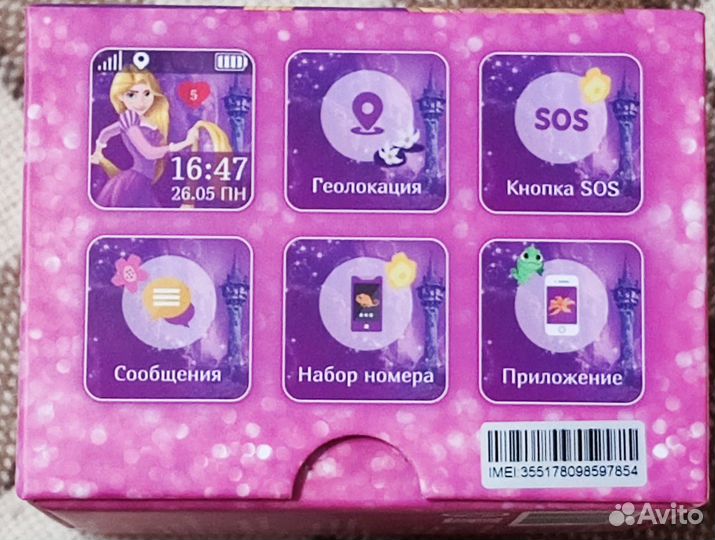 5
16:47
26.05 ПН
Геолокация
SOS
Кнопка SOS
Сообщения
Набор номера
Приложение
IMEI:355178098597854
Avito